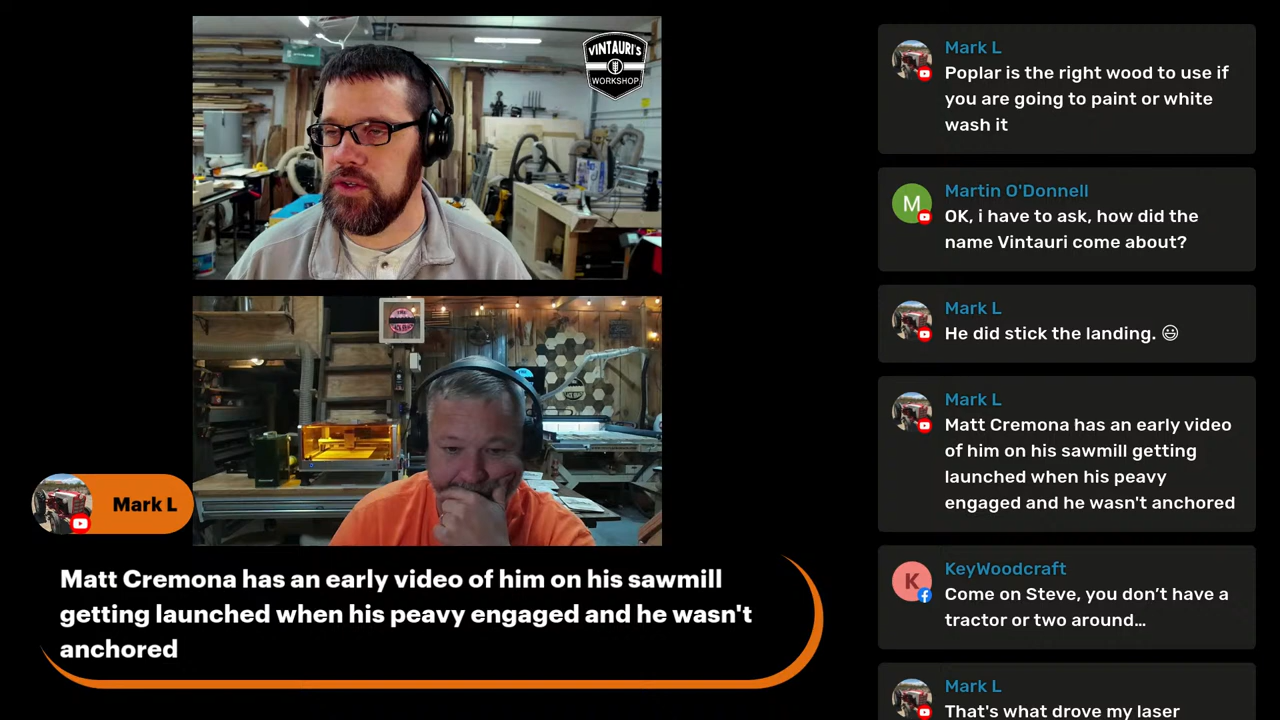 VINTAURI'S
WORKSHOP
Mark L
Matt Cremona has an early video of him on his sawmill
getting launched when his peavy engaged and he wasn't
anchored
Mark L
Poplar is the right wood to use if
you are going to paint or white
wash it
M
Martin O'Donnell
OK, i have to ask, how did the
name Vintauri come about?
Mark L
He did stick the landing. 😃
Mark L
Matt Cremona has an early video
of him on his sawmill getting
launched when his peavy
engaged and he wasn't anchored
K
KeyWoodcraft
Come on Steve, you don’t have a
tractor or two around...
Mark L
That's what drove my laser